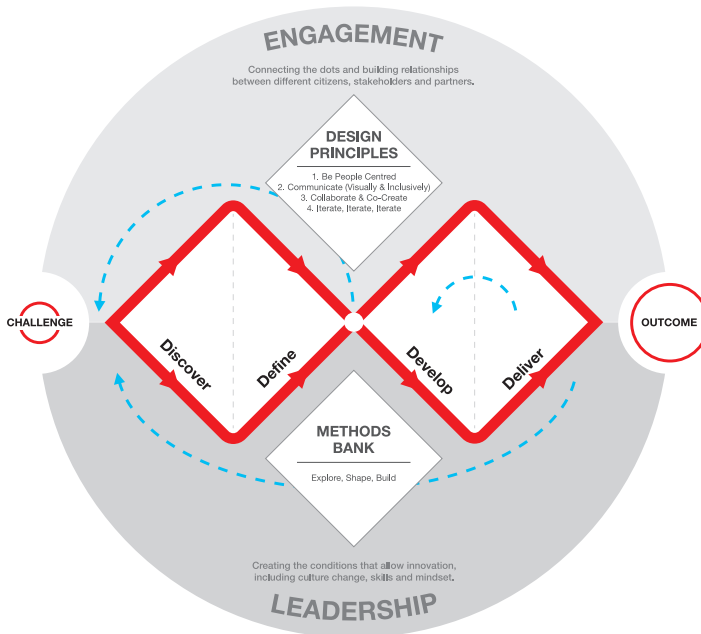 ENGAGEMENT
Connecting the dots and building relationships
between different citizens, stakeholders and partners.
DESIGN
PRINCIPLES
1. Be People Centred
2. Communicate (Visually & Inclusively)
3. Collaborate & Co-Create
4. Iterate, Iterate, Iterate
CHALLENGE
OUTCOME
Discover
Define
Develop
Deliver
METHODS
BANK
Explore, Shape, Build
Creating the conditions that allow innovation,
including culture change, skills and mindset.
LEADERSHIP